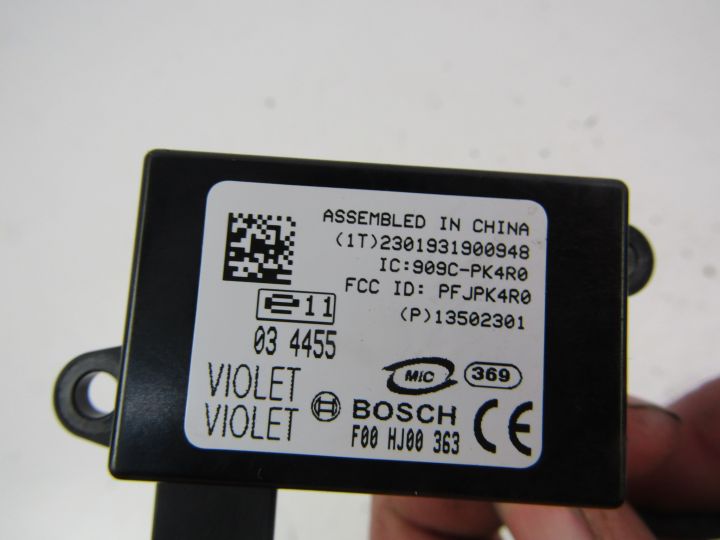 ASSEMBLED IN CHINA
(1T)2301931900948
IC:909C-PK4R0
FCC ID: PFJPK4R0
(P)13502301
e11
03 4455
VIOLET
VIOLET
MIC
369
BOSCH
F00 HJ00 363
CE